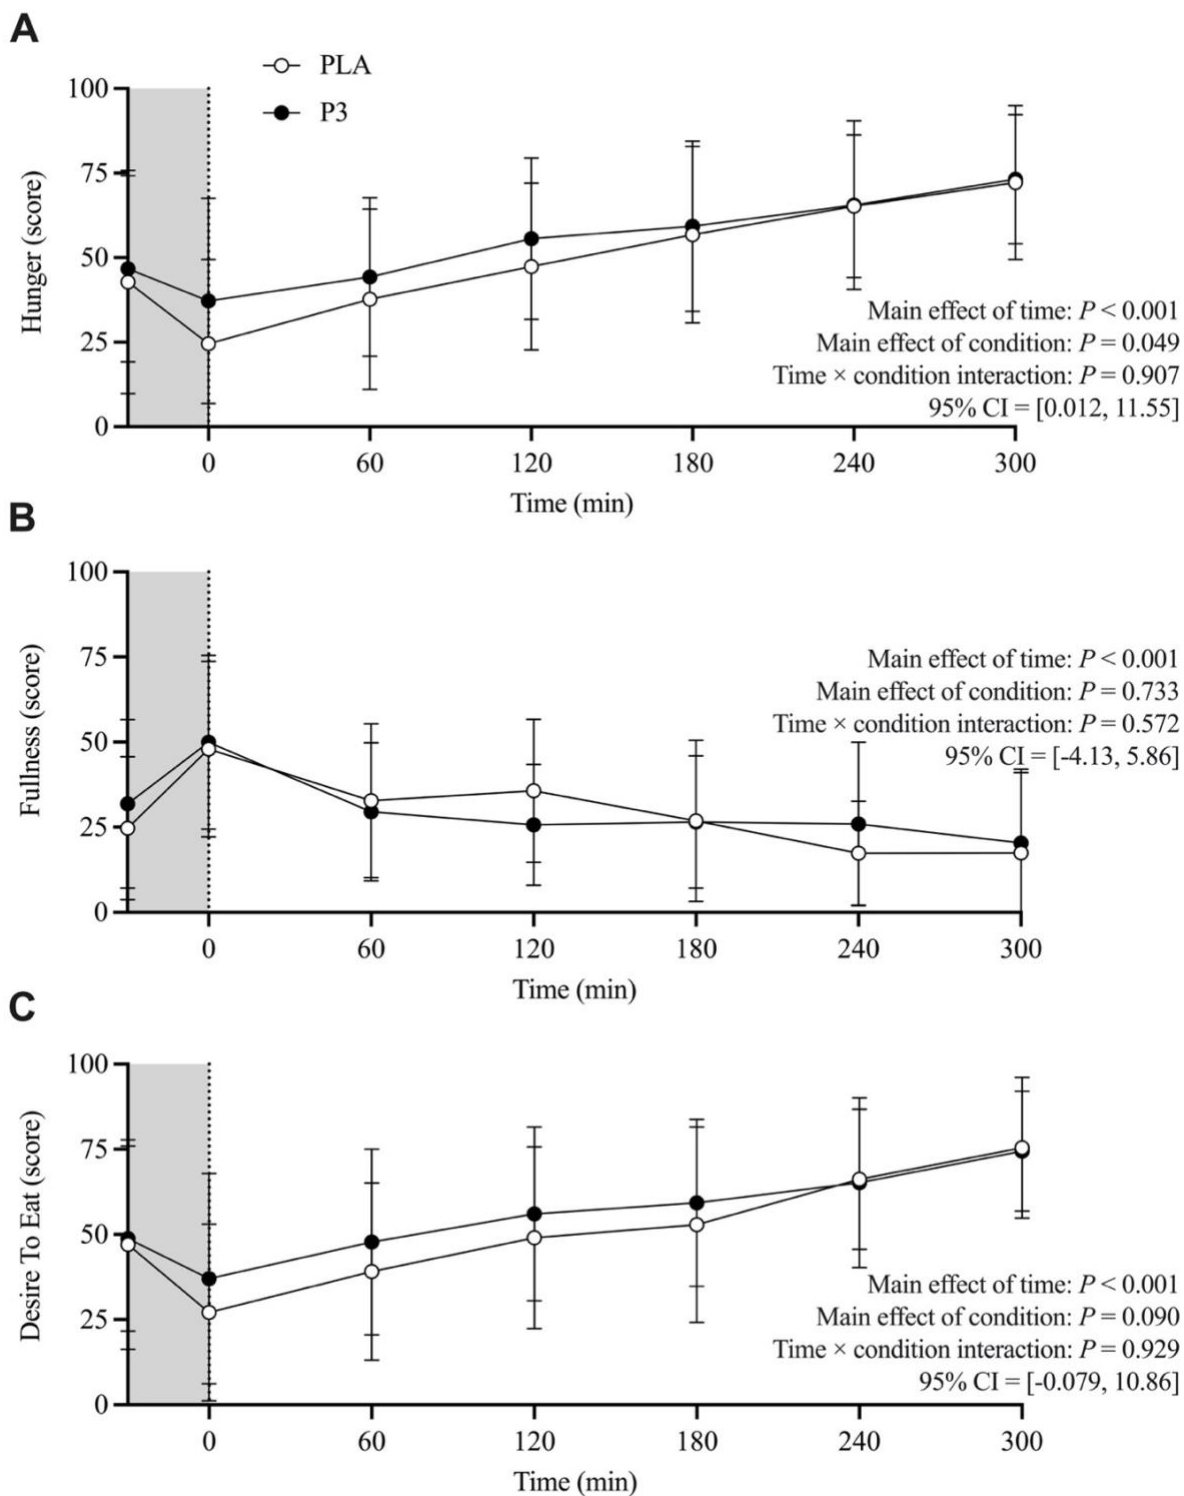 A
PLA
P3
100
75
50
25
0
Hunger (score)
Main effect of time: P < 0.001
Main effect of condition: P = 0.049
Time × condition interaction: P = 0.907
95% CI = [0.012, 11.55]
0 60 120 180 240 300
Time (min)
B
100
75
50
25
0
Fullness (score)
Main effect of time: P < 0.001
Main effect of condition: P = 0.733
Time × condition interaction: P = 0.572
95% CI = [-4.13, 5.86]
0 60 120 180 240 300
Time (min)
C
100
75
50
25
0
Desire To Eat (score)
Main effect of time: P < 0.001
Main effect of condition: P = 0.090
Time × condition interaction: P = 0.929
95% CI = [-0.079, 10.86]
0 60 120 180 240 300
Time (min)